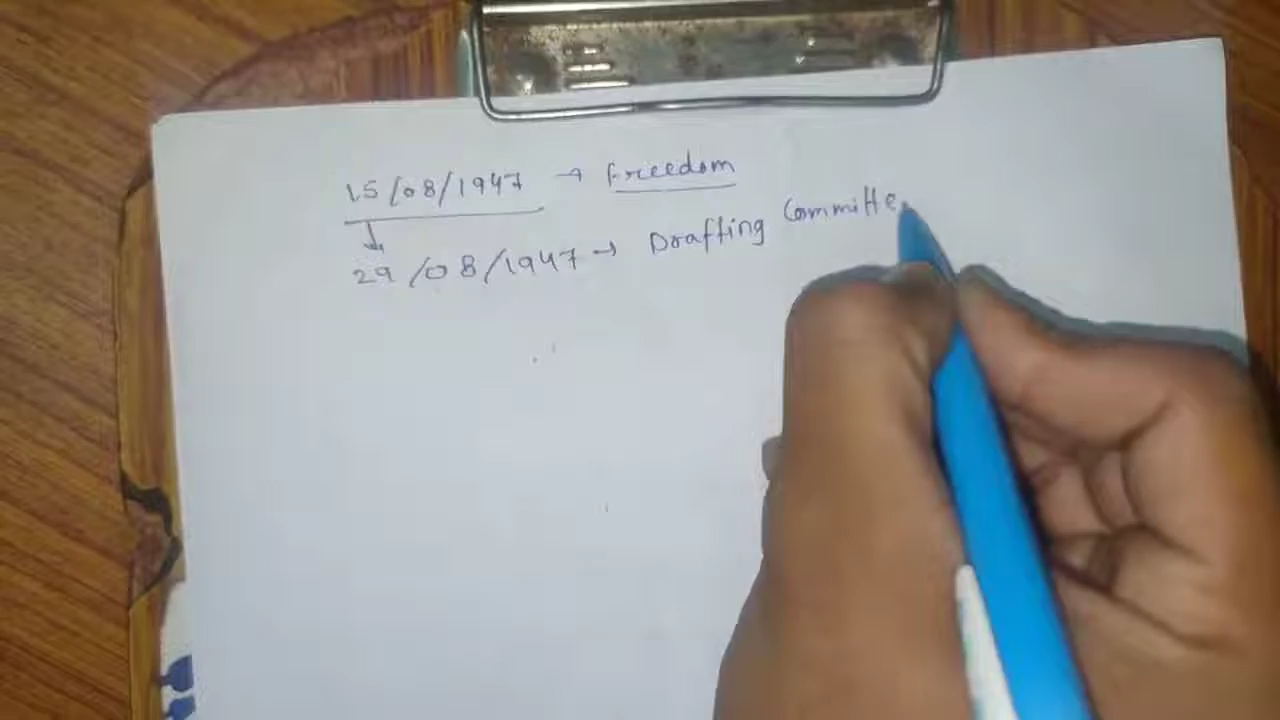 15/08/1947 → Freedom
29/08/1947 → Drafting Committe